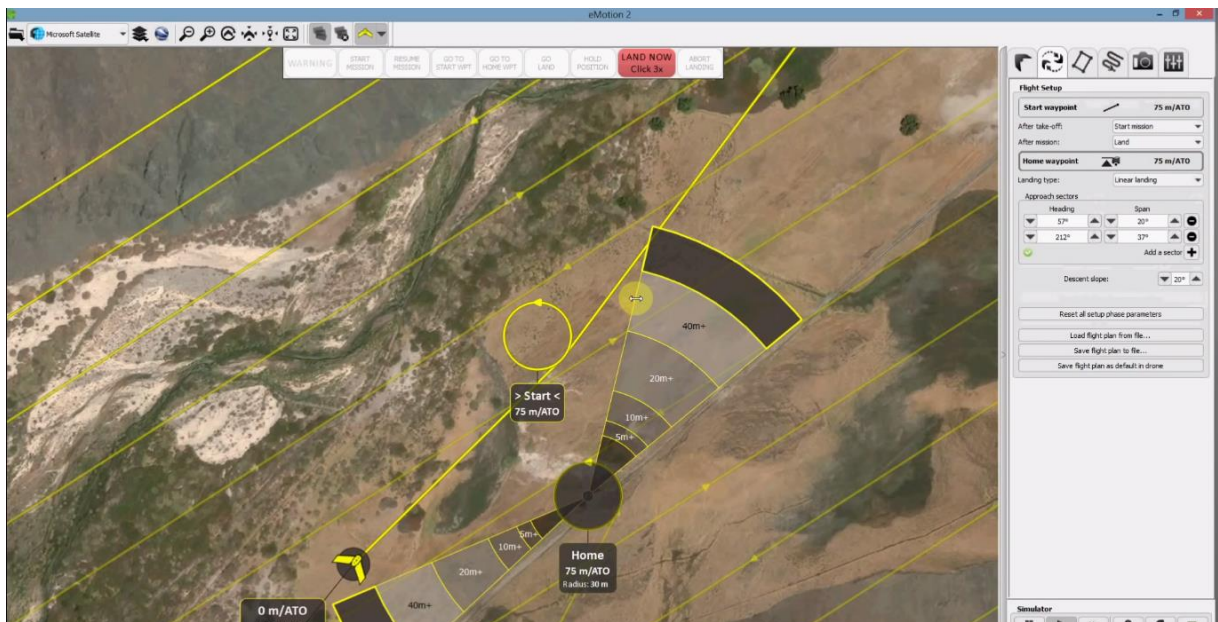 eMotion 2
Microsoft Satellite
WARNING
START MISSION
RESUME MISSION
GO TO START WPT
GO TO HOME WPT
GO LAND
HOLD POSITION
LAND NOW Click 3x
ABORT LANDING
40m+
20m+
10m+
5m+
> Start <
75 m/ATO
Home
75 m/ATO
Radius: 30 m
5m+
10m+
20m+
40m+
0 m/ATO
Flight Setup
Start waypoint 75 m/ATO
After take-off: Start mission
After mission: Land
Home waypoint 75 m/ATO
Landing type: Linear landing
Approach sectors
Heading Span
57° 20°
212° 37°
Add a sector
Descent slope: 20°
Reset all setup phase parameters
Load flight plan from file...
Save flight plan to file...
Save flight plan as default in drone
Simulator